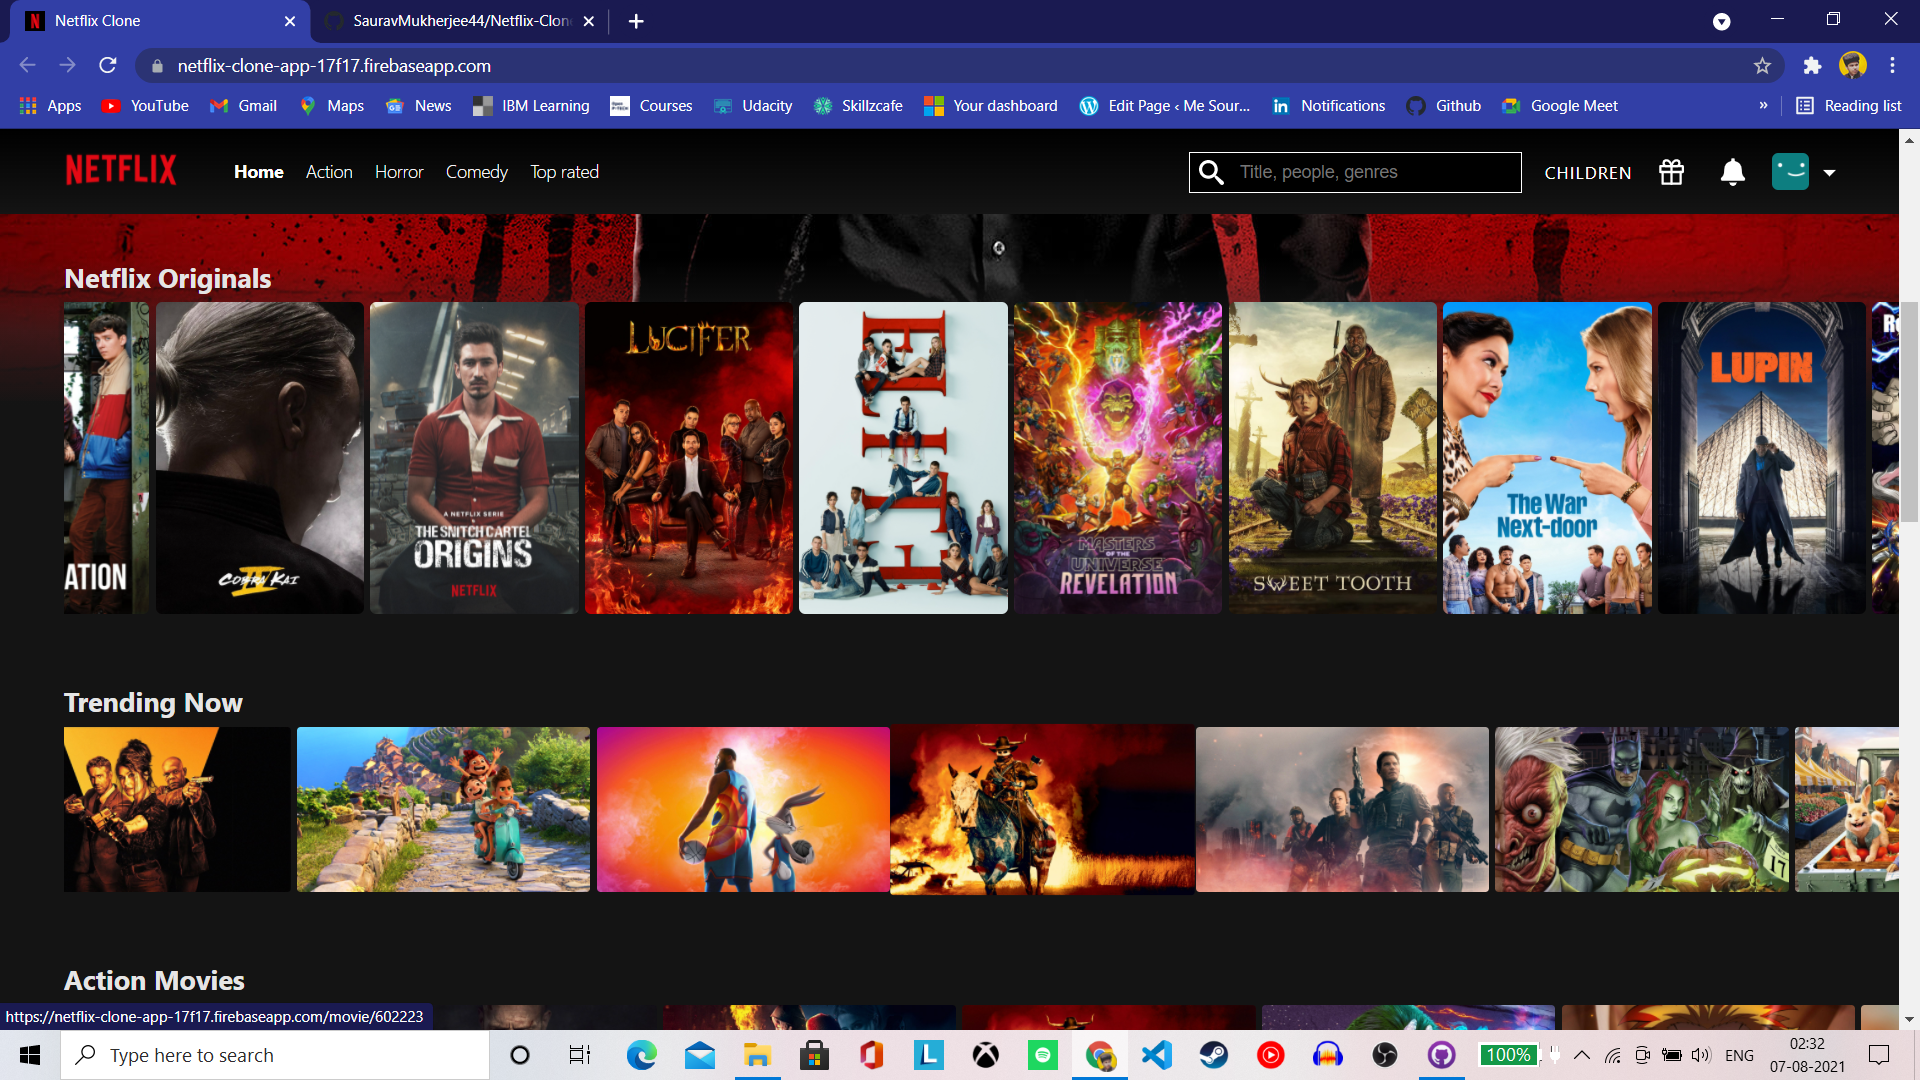 Netflix Clone
SauravMukherjee44/Netflix-Clon
netflix-clone-app-17f17.firebaseapp.com
Apps YouTube Gmail Maps News IBM Learning Courses Udacity Skillzcafe Your dashboard Edit Page ‹ Me Sour... Notifications Github Google Meet » Reading list
NETFLIX Home Action Horror Comedy Top rated Title, people, genres CHILDREN
Netflix Originals
ATION
COBRA KAI
A NETFLIX SERIE
THE SNITCH CARTEL
ORIGINS
NETFLIX
LUCIFER
ELITE
MASTERS
OF THE
UNIVERSE
REVELATION
SWEET TOOTH
The War
Next-door
LUPIN
Trending Now
17
Action Movies
https://netflix-clone-app-17f17.firebaseapp.com/movie/602223
Type here to search
100%
ENG
02:32
07-08-2021